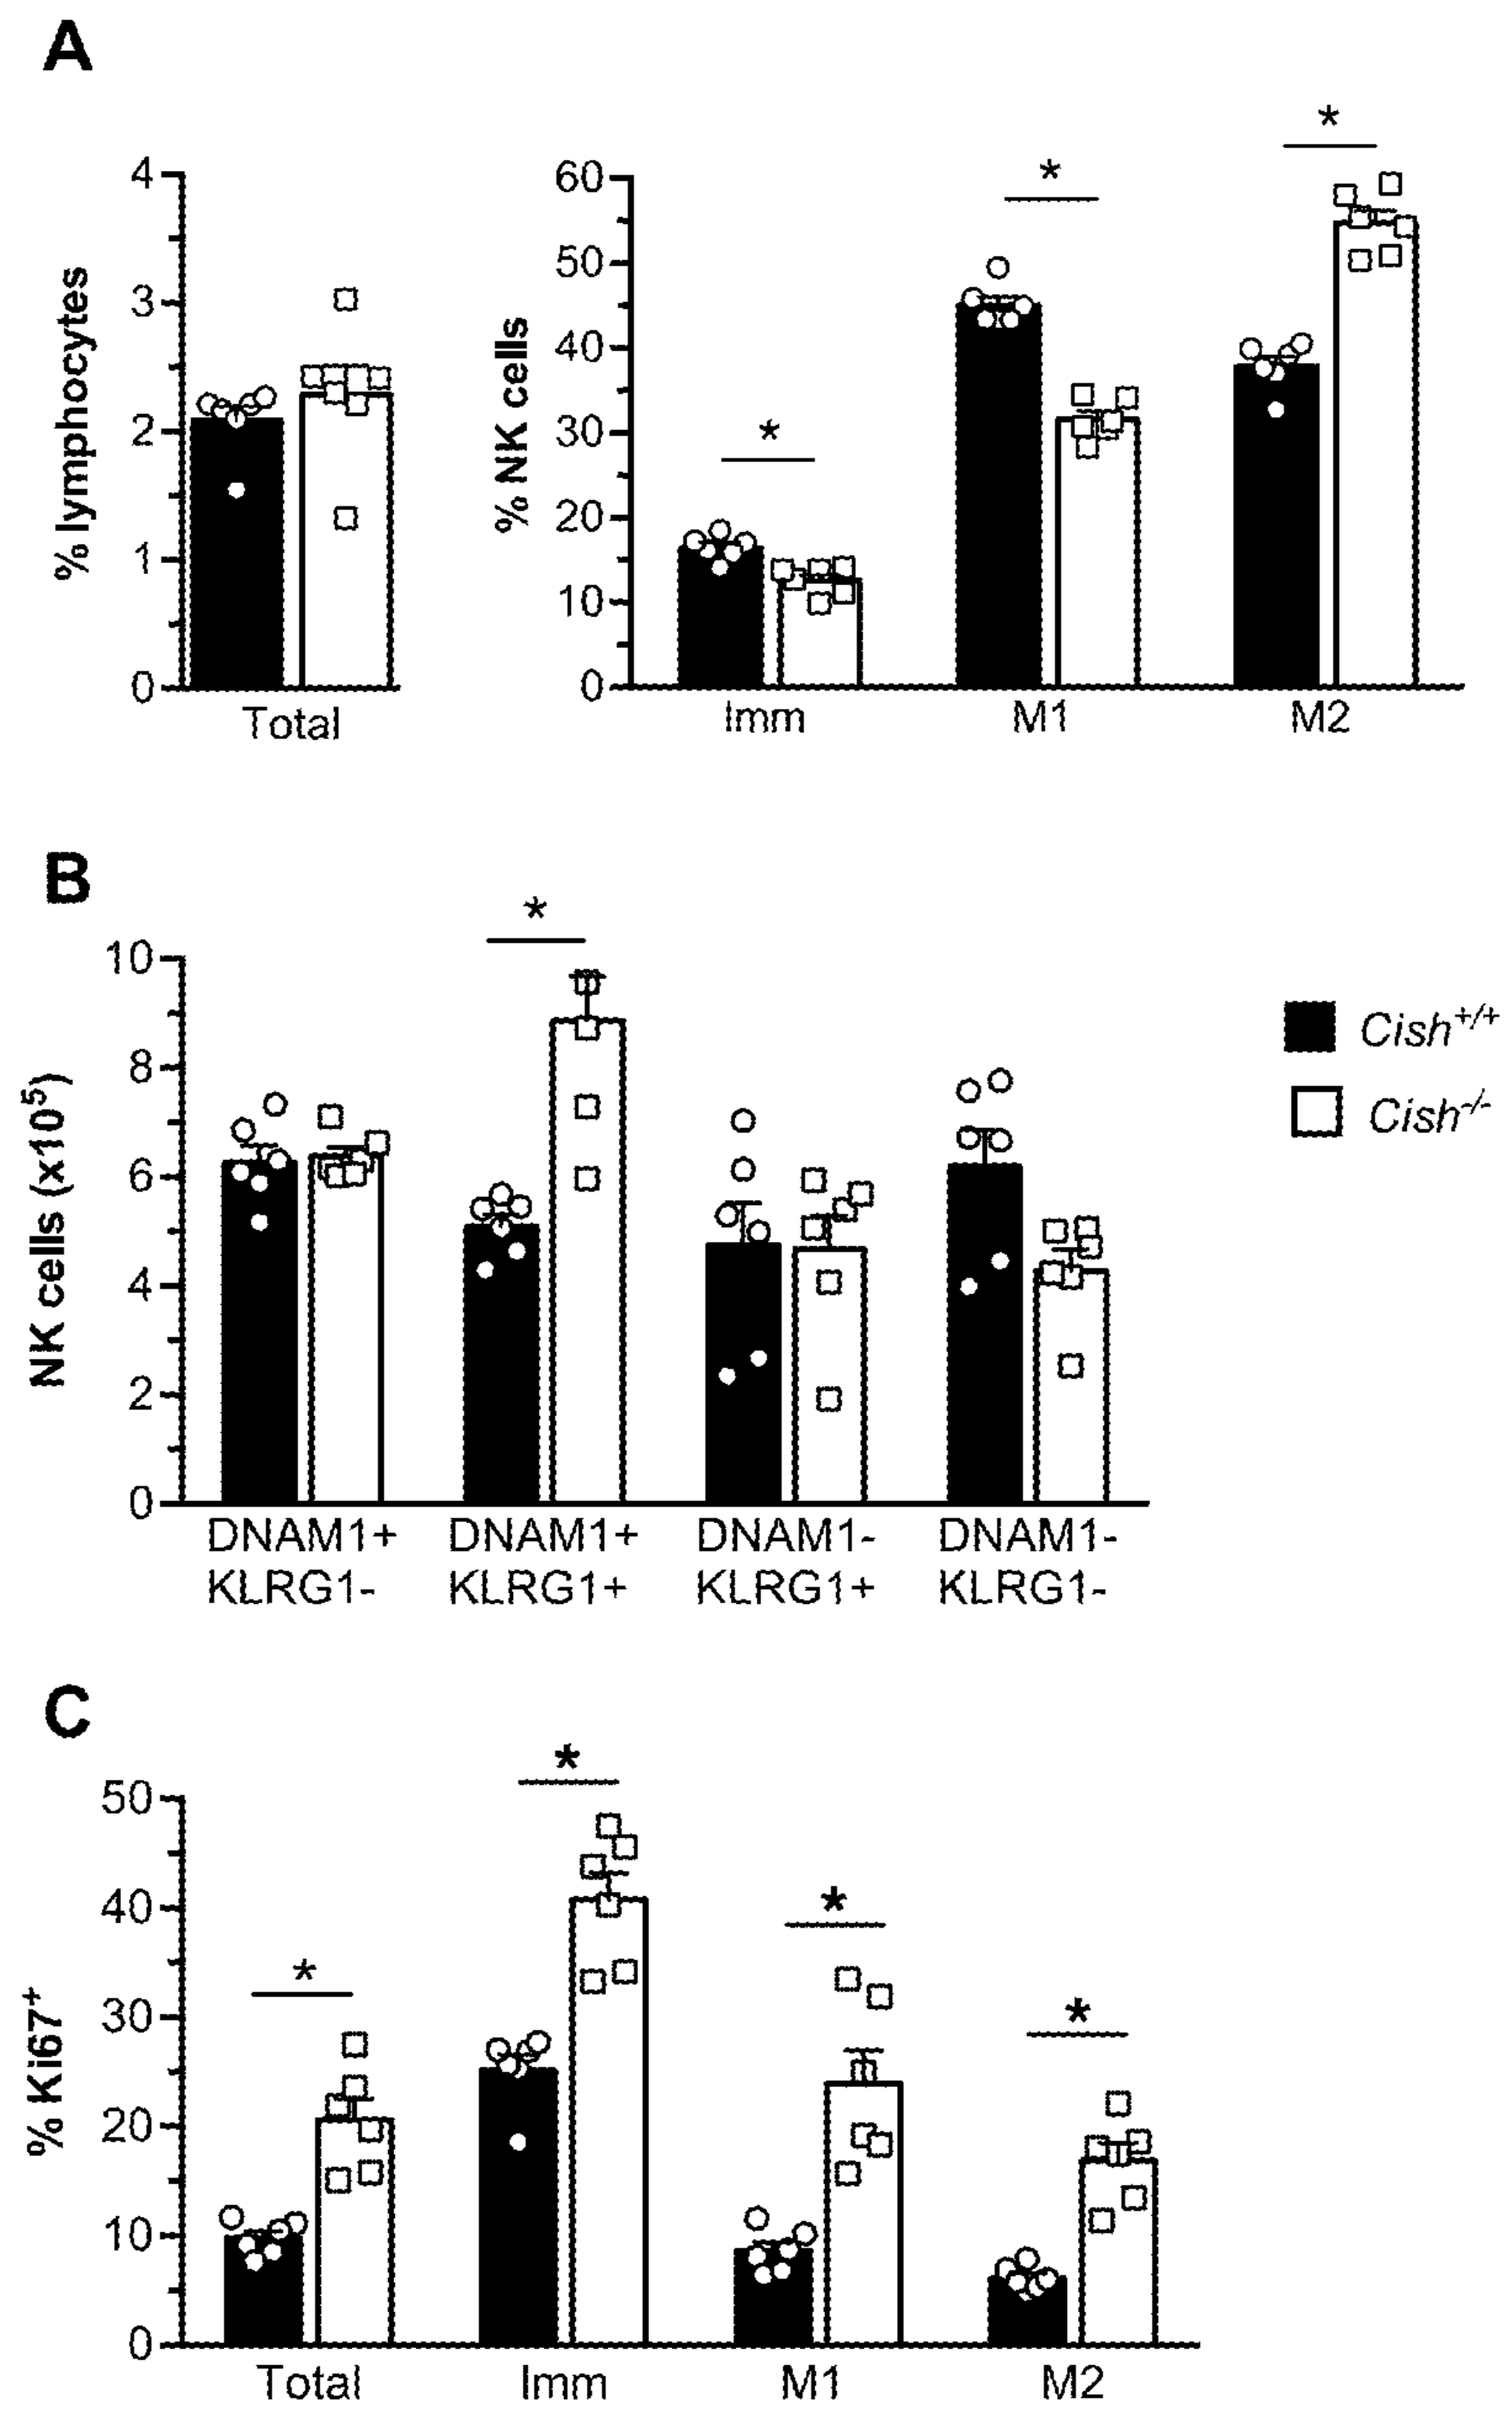 A
*
*
*
4
3
2
1
0
% lymphocytes
Total
60
50
40
30
20
10
0
% NK cells
Imm M1 M2
B
*
10
8
6
4
2
0
NK cells (x10⁵)
DNAM1+ DNAM1+ DNAM1- DNAM1-
KLRG1- KLRG1+ KLRG1+ KLRG1-
Cish⁺/⁺
Cish⁻/⁻
C
*
*
*
*
50
40
30
20
10
0
% Ki67⁺
Total Imm M1 M2